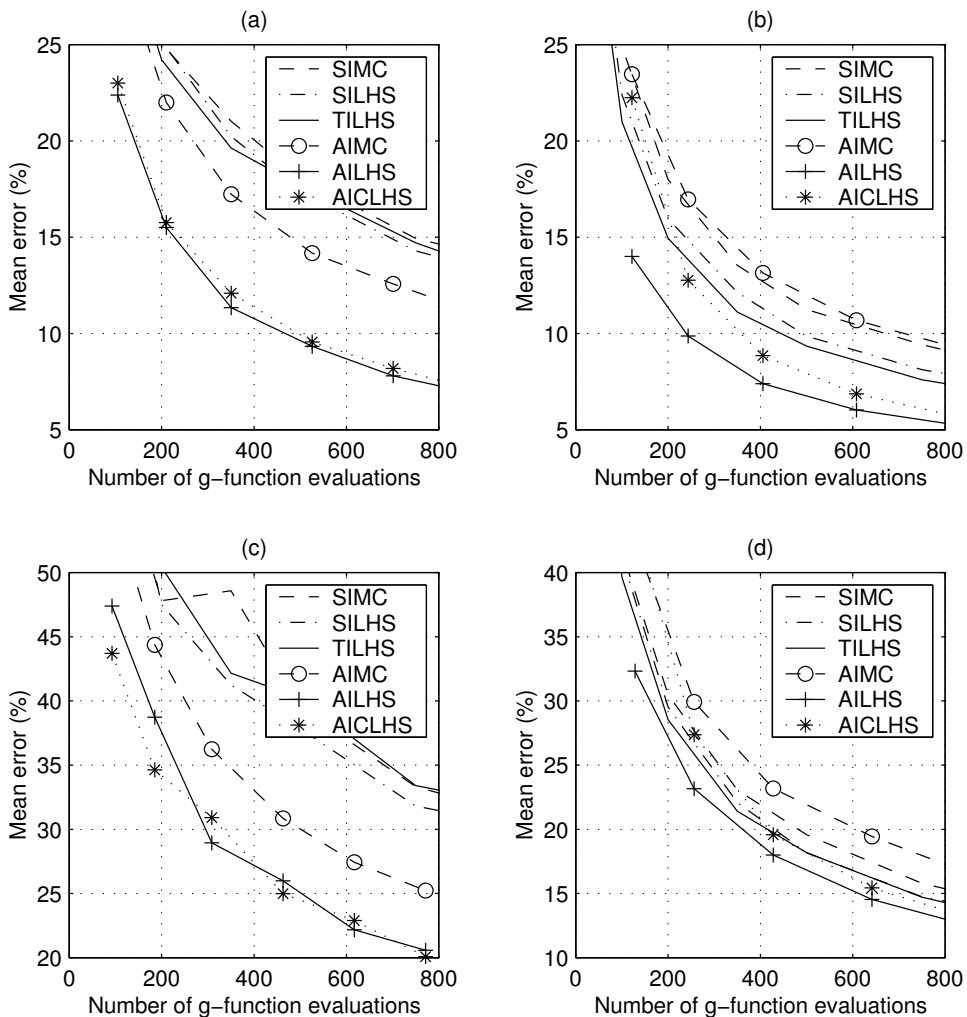 (a)
25
20
15
10
5
0
200
400
600
800
Mean error (%)
Number of g−function evaluations
SIMC
SILHS
TILHS
AIMC
AILHS
AICLHS
(b)
25
20
15
10
5
0
200
400
600
800
Mean error (%)
Number of g−function evaluations
SIMC
SILHS
TILHS
AIMC
AILHS
AICLHS
(c)
50
45
40
35
30
25
20
0
200
400
600
800
Mean error (%)
Number of g−function evaluations
SIMC
SILHS
TILHS
AIMC
AILHS
AICLHS
(d)
40
35
30
25
20
15
10
0
200
400
600
800
Mean error (%)
Number of g−function evaluations
SIMC
SILHS
TILHS
AIMC
AILHS
AICLHS